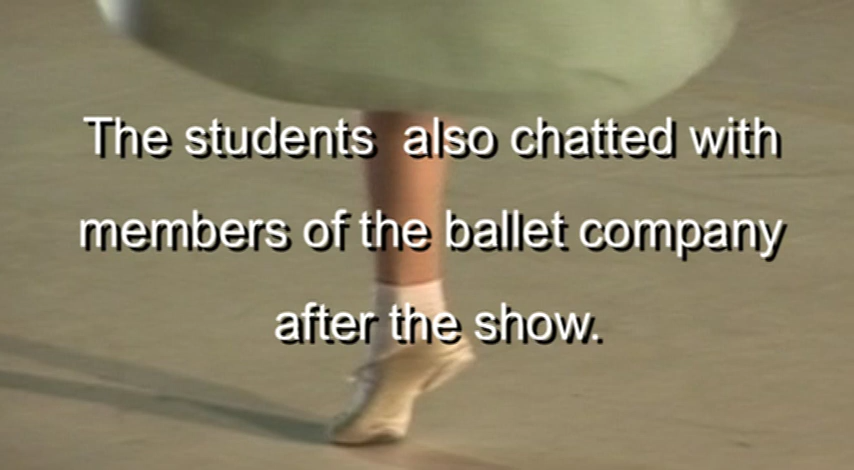 The students  also chatted with
members of the ballet company
after the show.